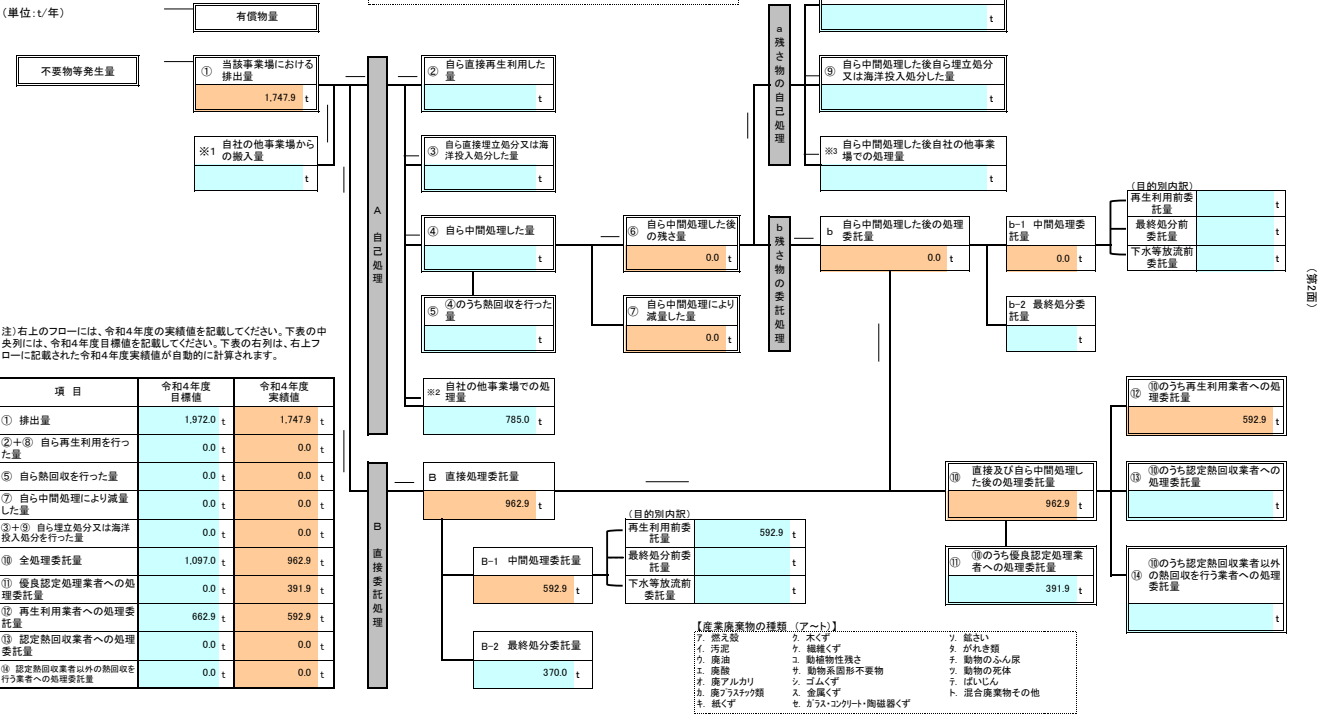 (単位:t/年)
有償物量
不要物等発生量
① 当該事業場における
排出量
1,747.9 t
※1 自社の他事業場から
の搬入量
t
A 自己処理
② 自ら直接再生利用した
量
t
③ 自ら直接埋立処分又は海
洋投入処分した量
t
④ 自ら中間処理した量
t
⑤ ④のうち熱回収を行った
量
t
※2 自社の他事業場での処
理量
785.0 t
⑥ 自ら中間処理した後
の残さ量
0.0 t
⑦ 自ら中間処理により
減量した量
0.0 t
a 残さ物の自己処理
t
⑨ 自ら中間処理した後自ら埋立処分
又は海洋投入処分した量
t
※3 自ら中間処理した後自社の他事業
場での処理量
t
b 残さ物の委託処理
b 自ら中間処理した後の処理
委託量
0.0 t
b-1 中間処理委
託量
0.0 t
b-2 最終処分委
託量
t
(目的別内訳)
再生利用前委
託量
t
最終処分前
委託量
t
下水等放流前
委託量
t
(第2面)
注)右上のフローには、令和4年度の実績値を記載してください。下表の中
央列には、令和4年度目標値を記載してください。下表の右列は、右上フ
ローに記載された令和4年度実績値が自動的に計算されます。
項 目 令和4年度
目標値 令和4年度
実績値
① 排出量 1,972.0 t 1,747.9 t
②+⑧ 自ら再生利用を行っ
た量 0.0 t 0.0 t
⑤ 自ら熱回収を行った量 0.0 t 0.0 t
⑦ 自ら中間処理により減量
した量 0.0 t 0.0 t
③+⑨ 自ら埋立処分又は海洋
投入処分を行った量 0.0 t 0.0 t
⑩ 全処理委託量 1,097.0 t 962.9 t
⑪ 優良認定処理業者への処
理委託量 0.0 t 391.9 t
⑫ 再生利用業者への処理委
託量 662.9 t 592.9 t
⑬ 認定熱回収業者への処理
委託量 0.0 t 0.0 t
⑭ 認定熱回収業者以外の熱回収を
行う業者への処理委託量 0.0 t 0.0 t
B 直接委託処理
B 直接処理委託量
962.9 t
B-1 中間処理委託量
592.9 t
B-2 最終処分委託量
370.0 t
(目的別内訳)
再生利用前委
託量
592.9 t
最終処分前委
託量
t
下水等放流前
委託量
t
⑩ 直接及び自ら中間処理し
た後の処理委託量
962.9 t
⑪ ⑩のうち優良認定処理業
者への処理委託量
391.9 t
⑫ ⑩のうち再生利用業者への処
理委託量
592.9 t
⑬ ⑩のうち認定熱回収業者への
処理委託量
t
⑭ ⑩のうち認定熱回収業者以外
の熱回収を行う業者への処理
委託量
t
【産業廃棄物の種類 (ア～ト)】
ア. 燃え殻 ク. 木くず ソ. 鉱さい
イ. 汚泥 ケ. 繊維くず タ. がれき類
ウ. 廃油 コ. 動植物性残さ チ. 動物のふん尿
エ. 廃酸 サ. 動物系固形不要物 ツ. 動物の死体
オ. 廃アルカリ シ. ゴムくず テ. ばいじん
カ. 廃プラスチック類 ス. 金属くず ト. 混合廃棄物その他
キ. 紙くず セ. ガラス・コンクリート・陶磁器くず